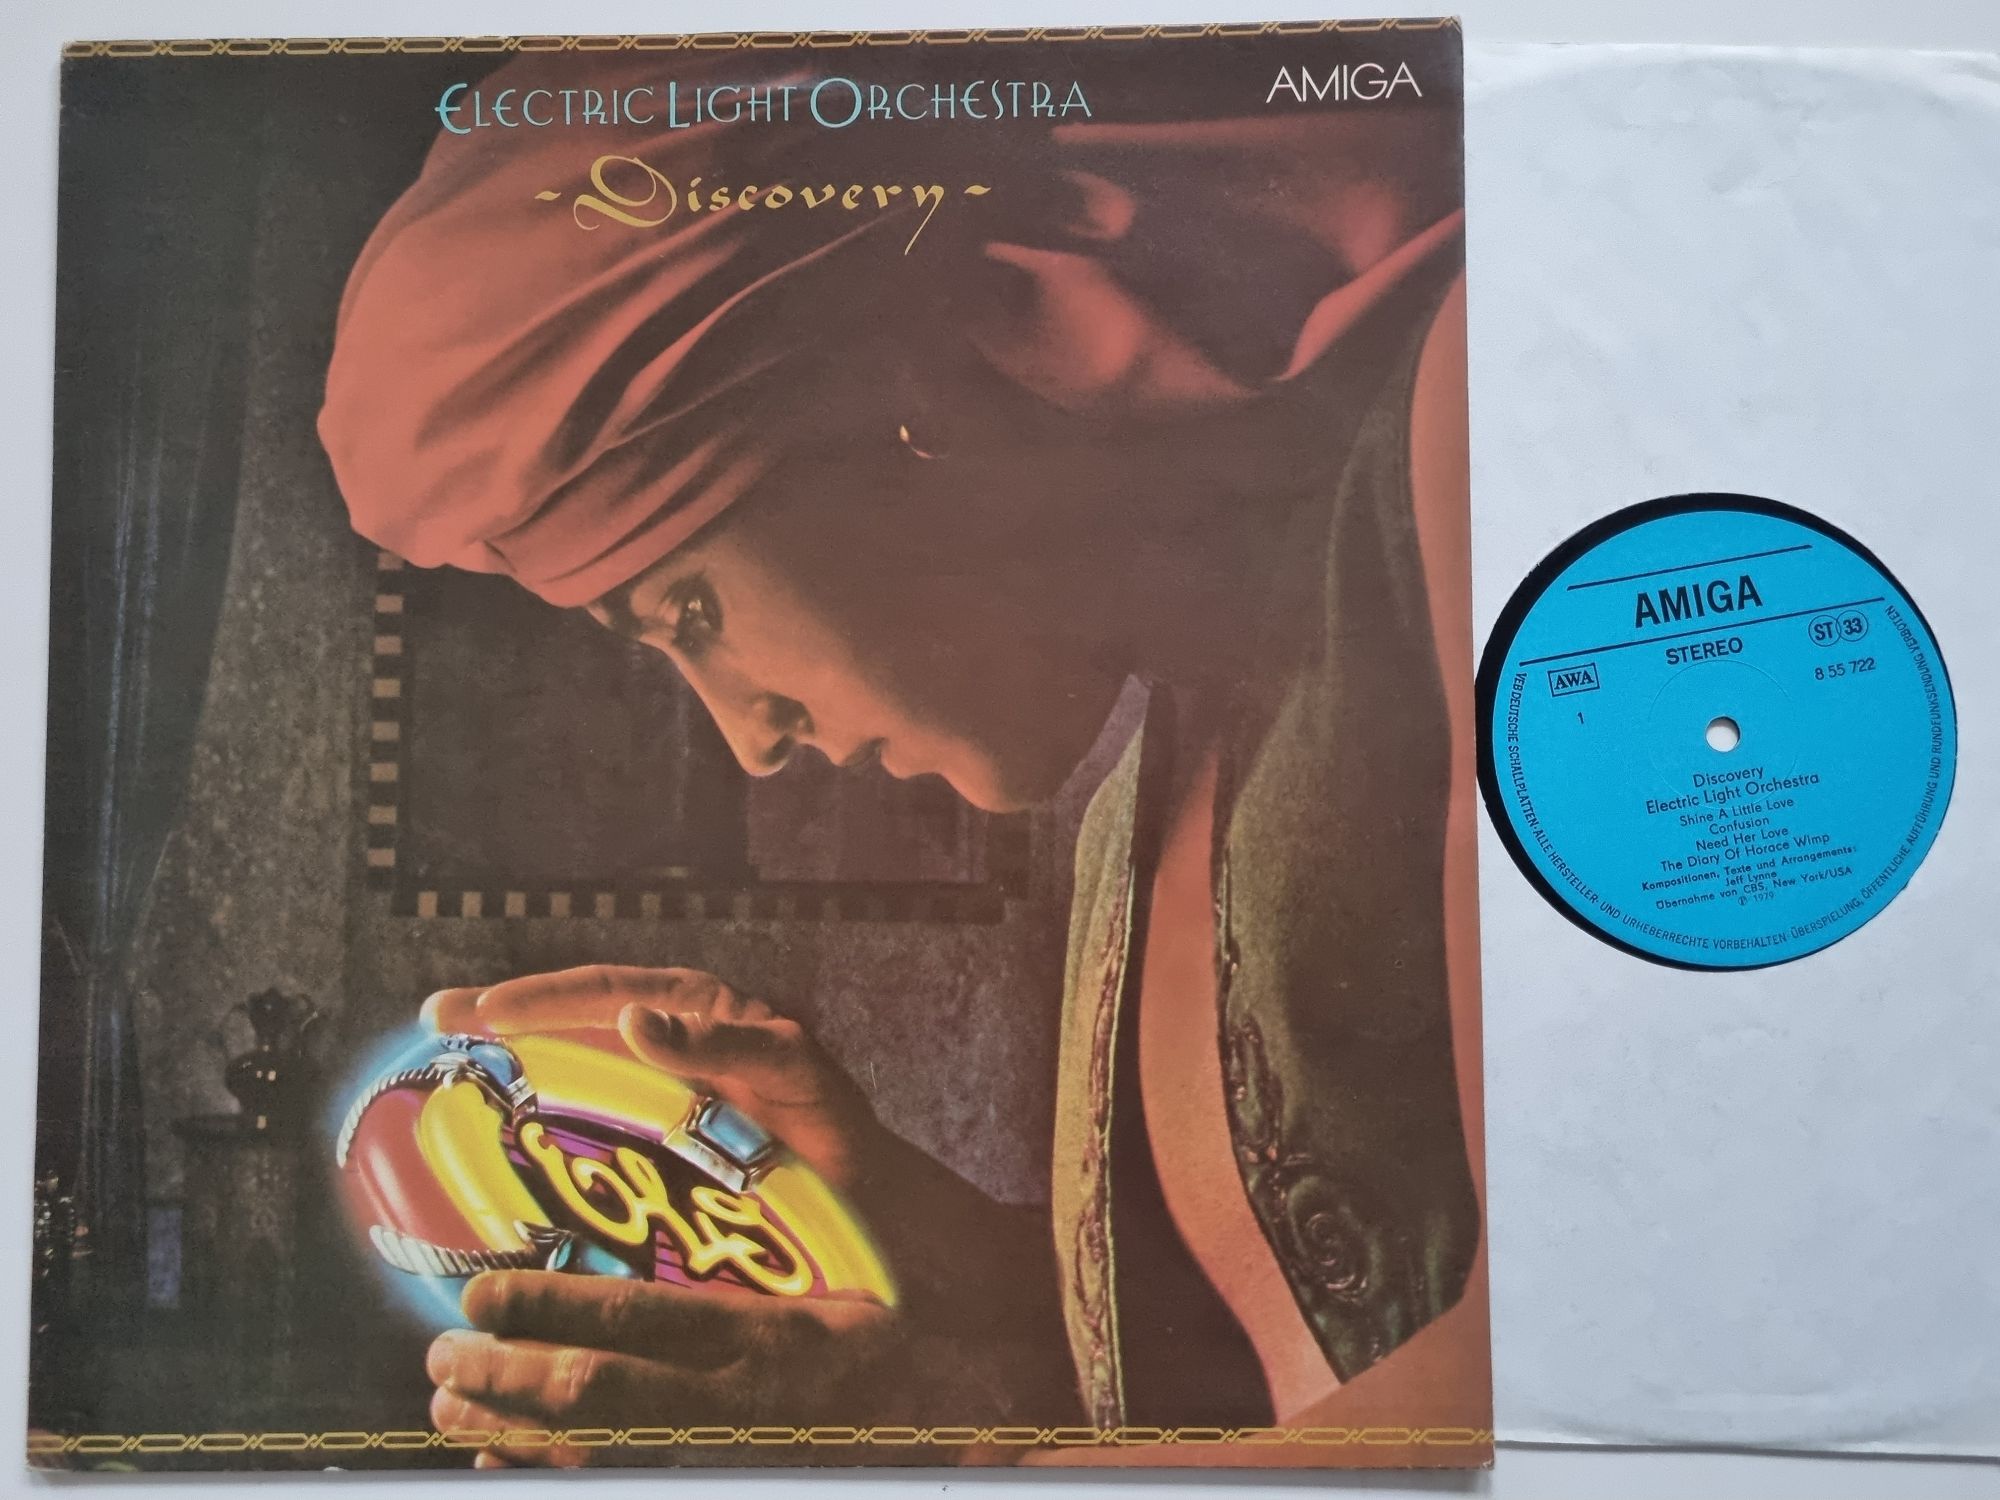 ELECTRIC LIGHT ORCHESTRA
AMIGA
-Discovery-
AMIGA
STEREO
ST 33
AWA
8 55 722
1
Discovery
Electric Light Orchestra
Shine A Little Love
Confusion
Need Her Love
The Diary Of Horace Wimp
Kompositionen, Texte und Arrangements:
Jeff Lynne
Übernahme von CBS, New York/USA
℗ 1979
VEB DEUTSCHE SCHALLPLATTEN·ALLE HERSTELLER- UND URHEBERRECHTE VORBEHALTEN·ÜBERSPIELUNG, ÖFFENTLICHE AUFFÜHRUNG UND RUNDFUNKSENDUNG VERBOTEN